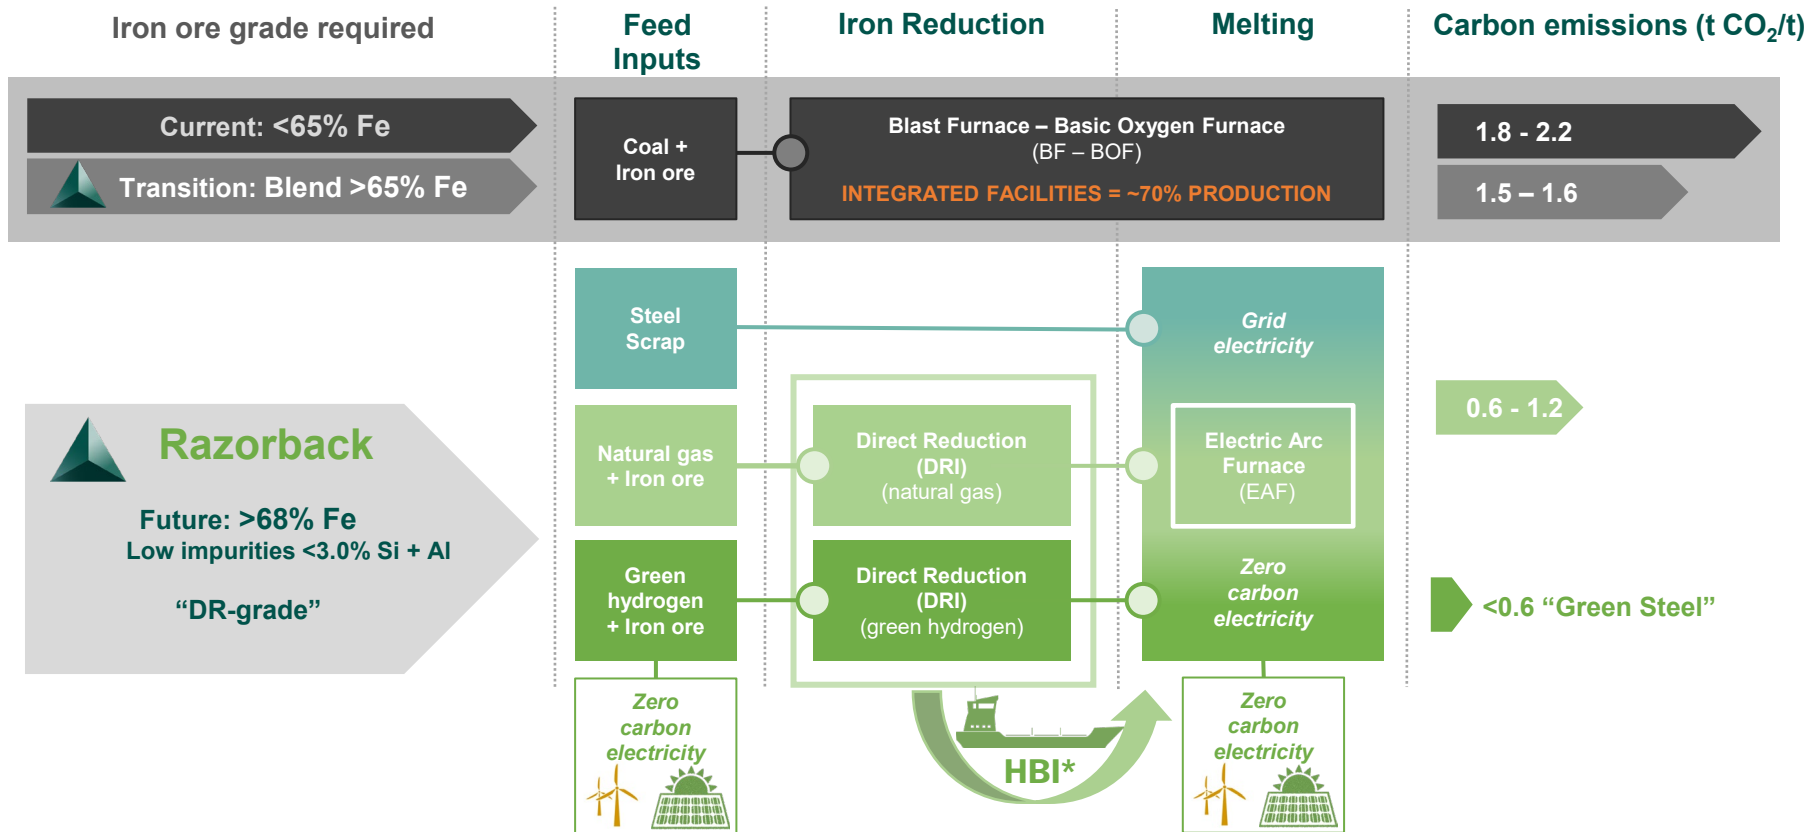 Iron ore grade required
Feed
Inputs
Iron Reduction
Melting
Carbon emissions (t CO₂/t)
Current: <65% Fe
Transition: Blend >65% Fe
Coal +
Iron ore
Blast Furnace – Basic Oxygen Furnace
(BF – BOF)
INTEGRATED FACILITIES = ~70% PRODUCTION
1.8 - 2.2
1.5 – 1.6
Steel
Scrap
Grid
electricity
Razorback
Future: >68% Fe
Low impurities <3.0% Si + Al
“DR-grade”
Natural gas
+ Iron ore
Direct Reduction
(DRI)
(natural gas)
Electric Arc
Furnace
(EAF)
0.6 - 1.2
Green
hydrogen
+ Iron ore
Direct Reduction
(DRI)
(green hydrogen)
Zero
carbon
electricity
<0.6 “Green Steel”
Zero
carbon
electricity
HBI*
Zero
carbon
electricity